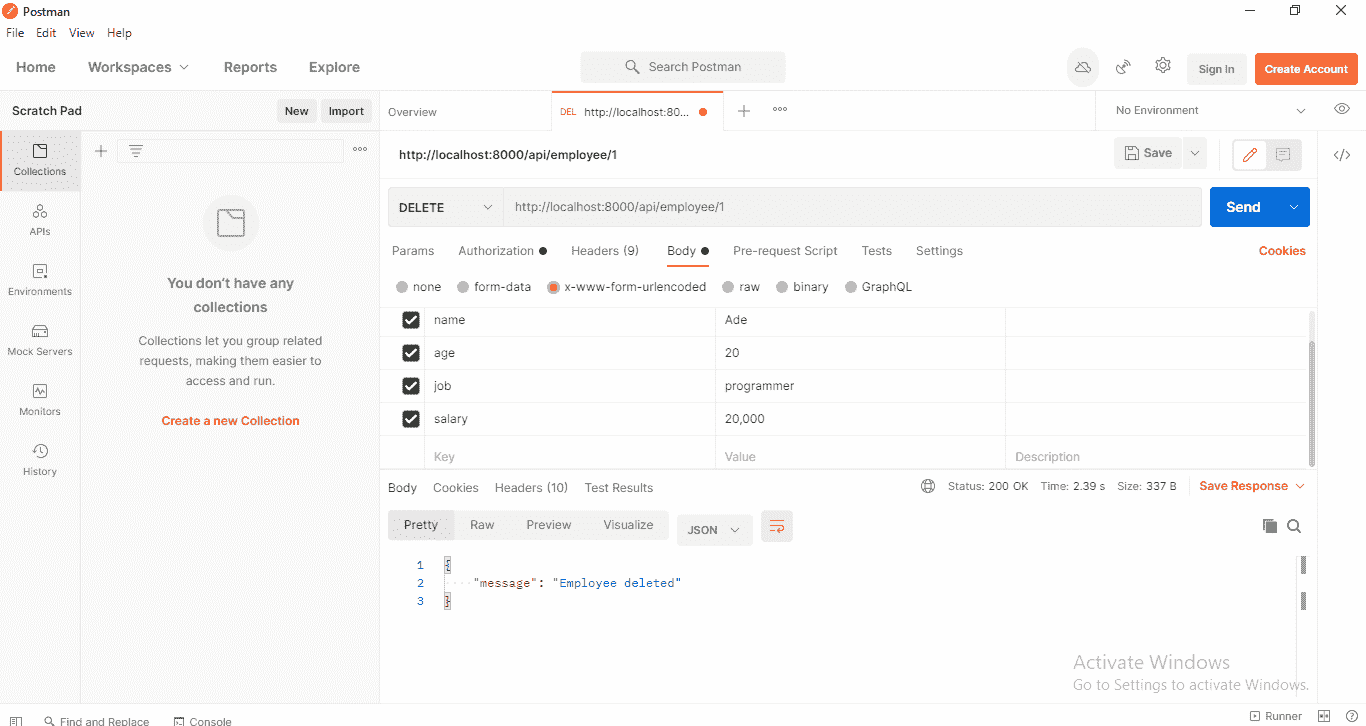 Postman
File Edit View Help
Home Workspaces Reports Explore Search Postman Sign In Create Account
Scratch Pad New Import Overview DEL http://localhost:80... No Environment
Collections
APIs
Environments
Mock Servers
Monitors
History
You don't have any
collections
Collections let you group related
requests, making them easier to
access and run.
Create a new Collection
http://localhost:8000/api/employee/1 Save
DELETE http://localhost:8000/api/employee/1 Send
Params Authorization Headers (9) Body Pre-request Script Tests Settings Cookies
none form-data x-www-form-urlencoded raw binary GraphQL
name Ade
age 20
job programmer
salary 20,000
Key Value Description
Body Cookies Headers (10) Test Results Status: 200 OK Time: 2.39 s Size: 337 B Save Response
Pretty Raw Preview Visualize JSON
1 {
2 "message": "Employee deleted"
3 }
Activate Windows
Go to Settings to activate Windows.
Find and Replace Console Runner